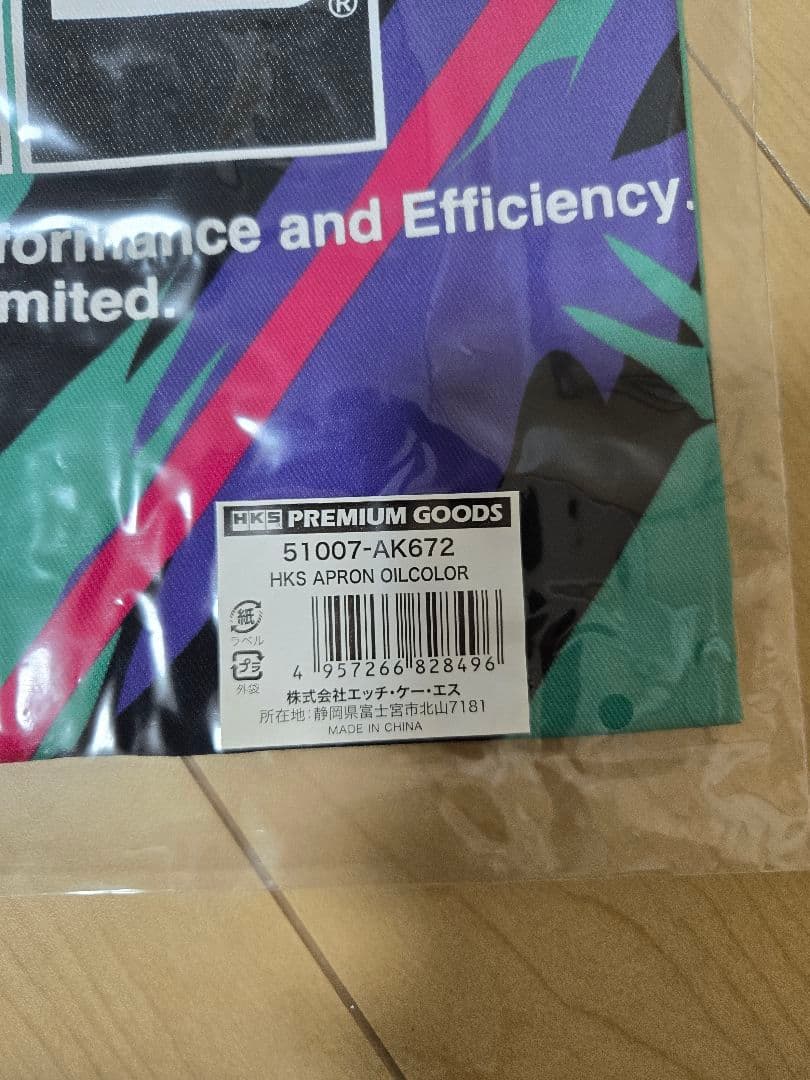 ®
formance and Efficiency.
mited.
HKS PREMIUM GOODS
51007-AK672
HKS APRON OILCOLOR
紙
ラベル
プラ
外袋
4 957266 828496
株式会社エッチ・ケー・エス
所在地:静岡県富士宮市北山7181
MADE IN CHINA